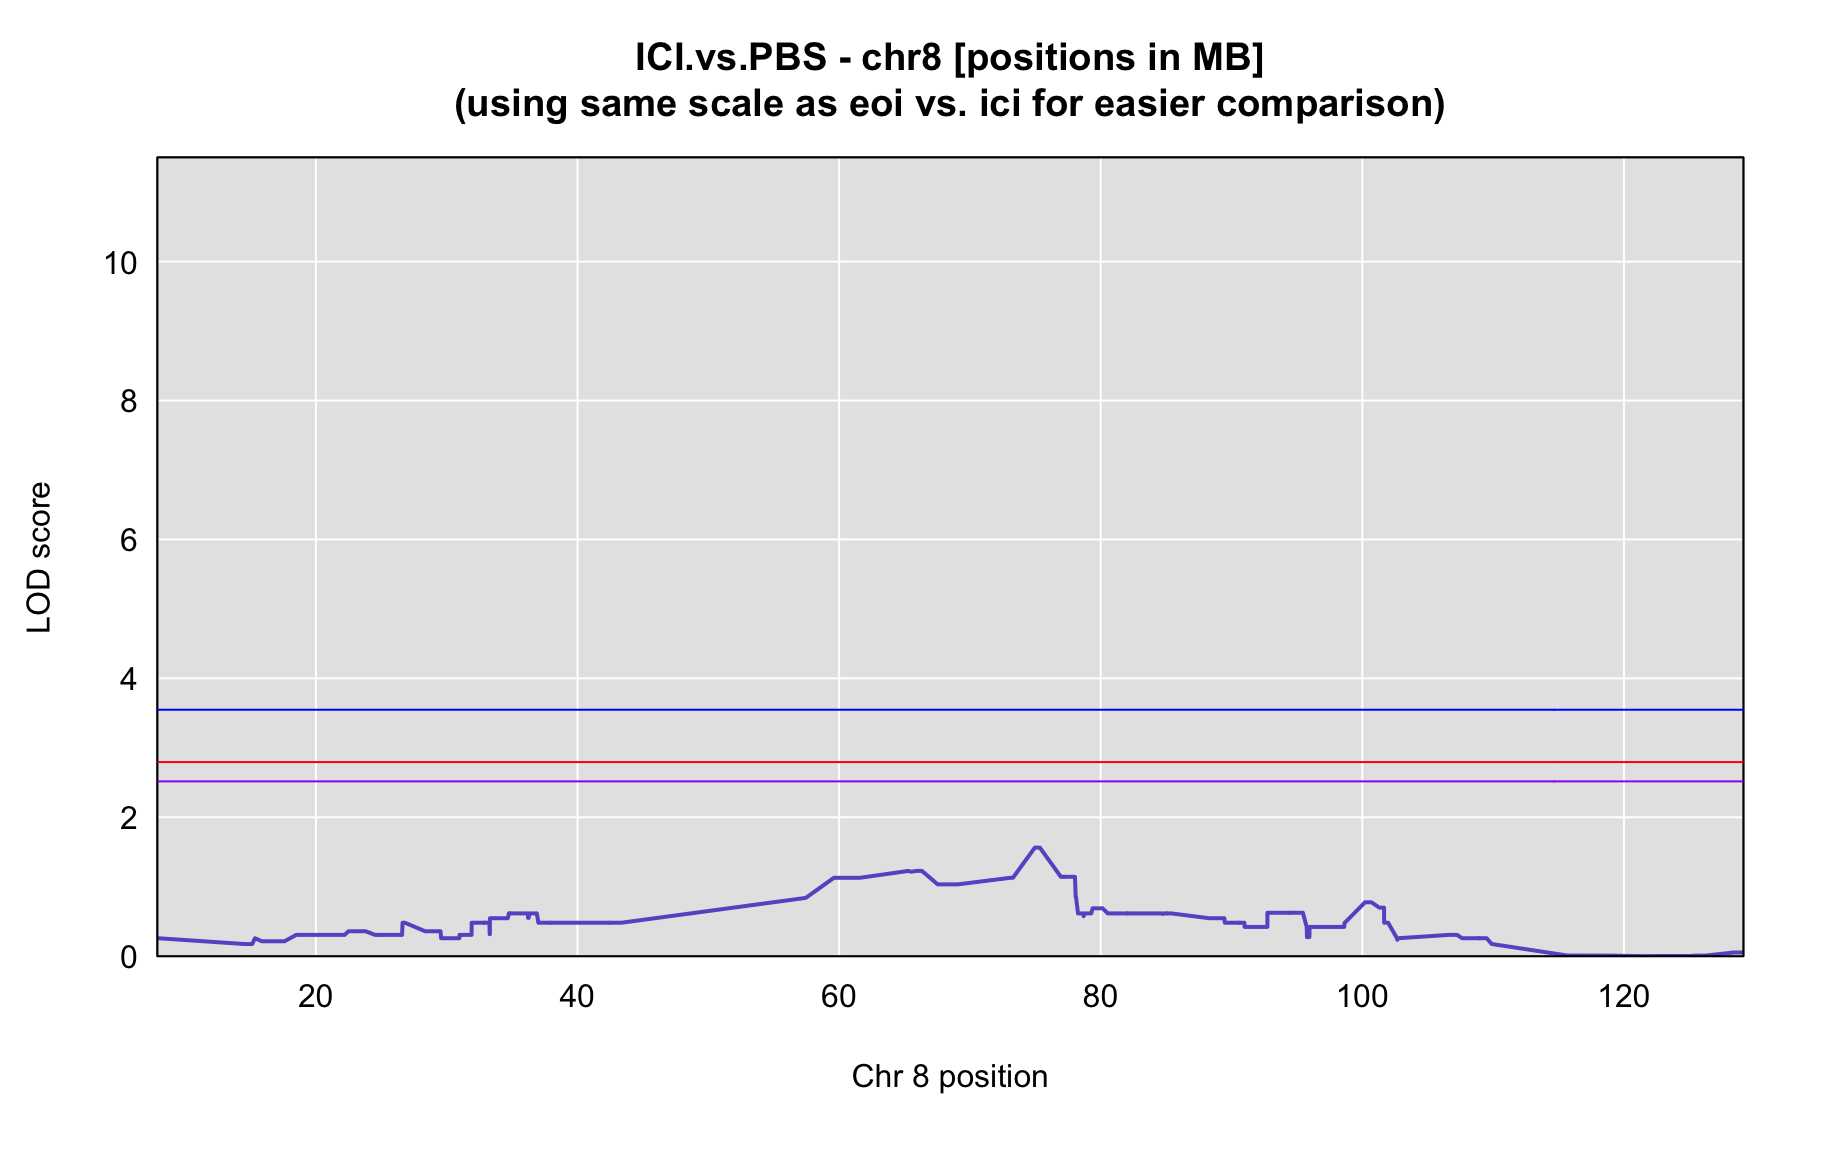 ICI.vs.PBS - chr8 [positions in MB]
(using same scale as eoi vs. ici for easier comparison)
10
8
6
4
2
0
LOD score
20 40 60 80 100 120
Chr 8 position